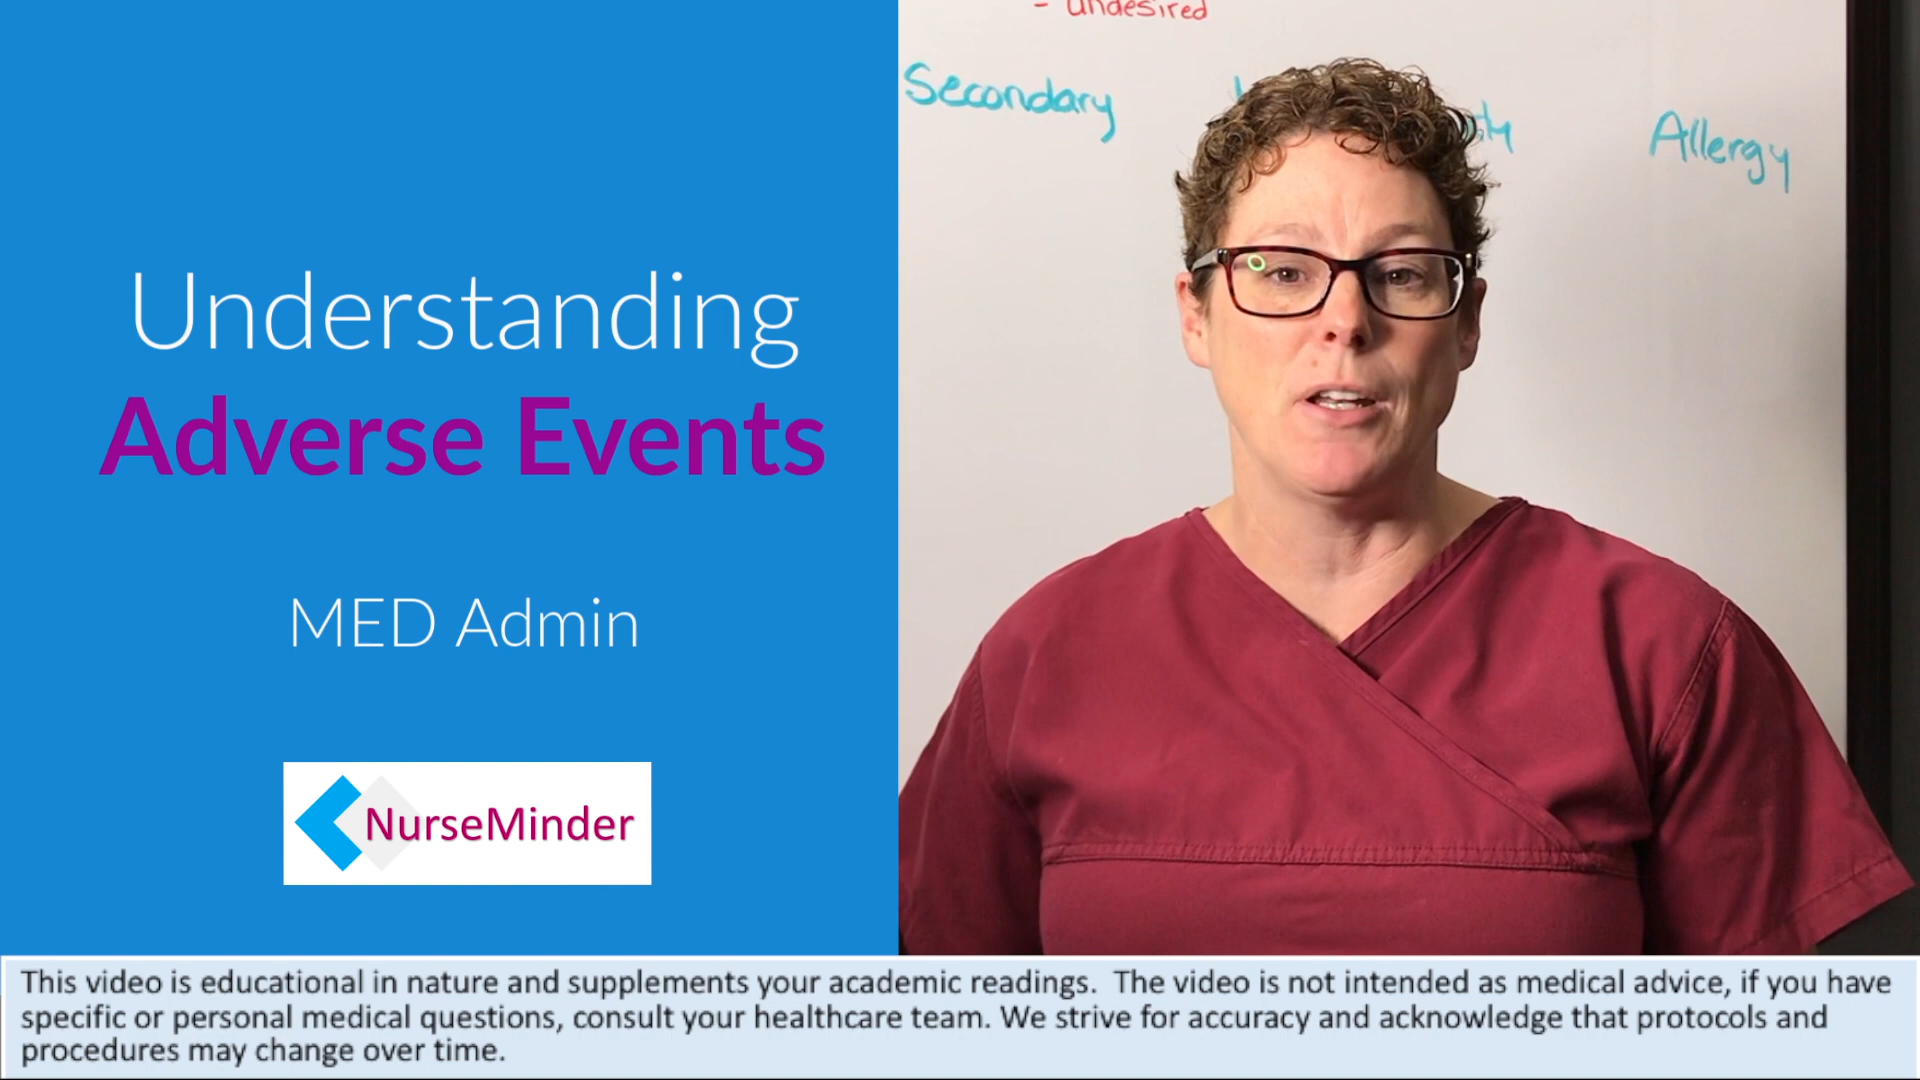 Understanding
Adverse Events
MED Admin
NurseMinder
- undesired
Secondary
Allergy
This video is educational in nature and supplements your academic readings.  The video is not intended as medical advice, if you have
specific or personal medical questions, consult your healthcare team. We strive for accuracy and acknowledge that protocols and
procedures may change over time.